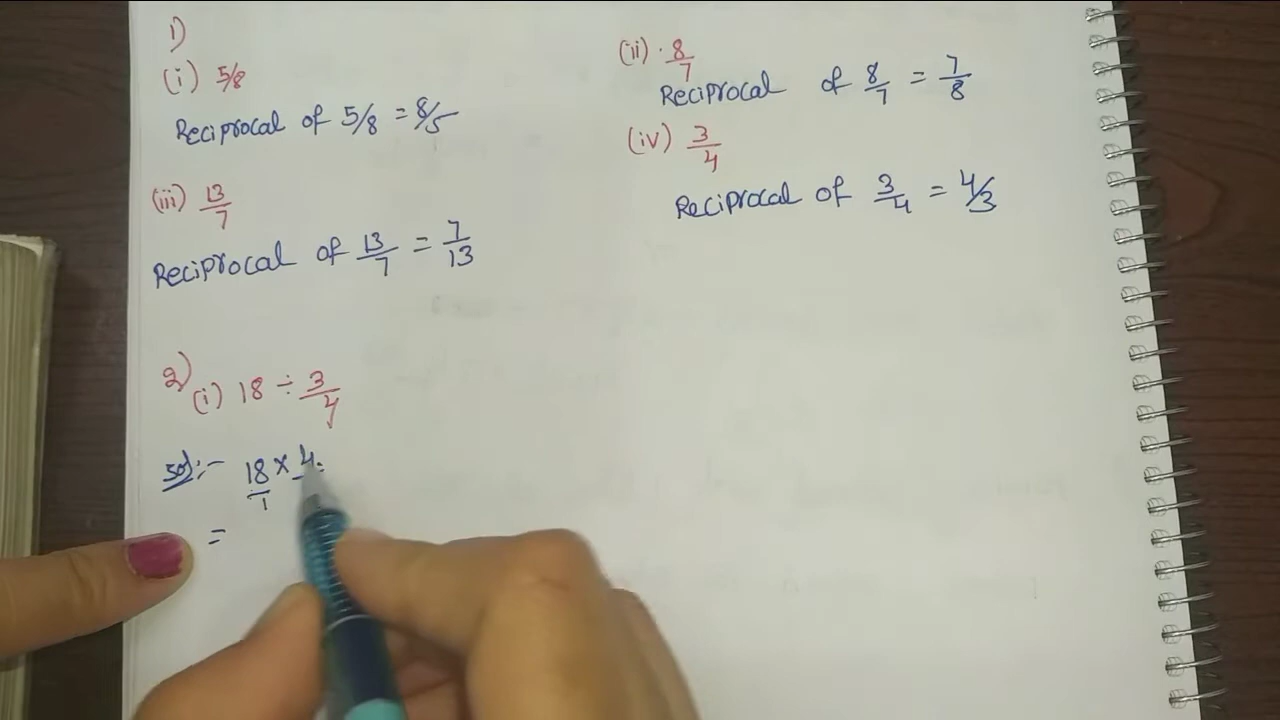 1)
(i) 5/8
Reciprocal of 5/8 = 8/5
(ii) · 8/7
Reciprocal of 8/7 = 7/8
(iii) 13/7
Reciprocal of 13/7 = 7/13
(iv) 3/4
Reciprocal of 3/4 = 4/3
2)
(i) 18 ÷ 3/4
Sol:- 18/1 × 4
=